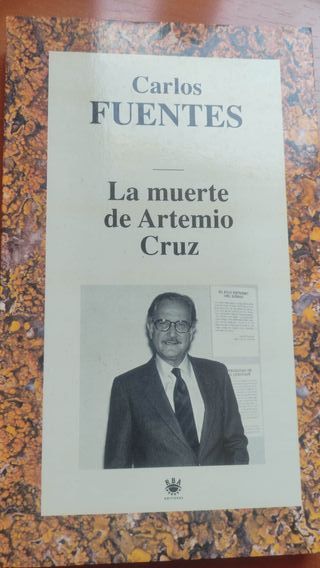 Carlos
FUENTES
La muerte
de Artemio
Cruz
RBA
EDITORES